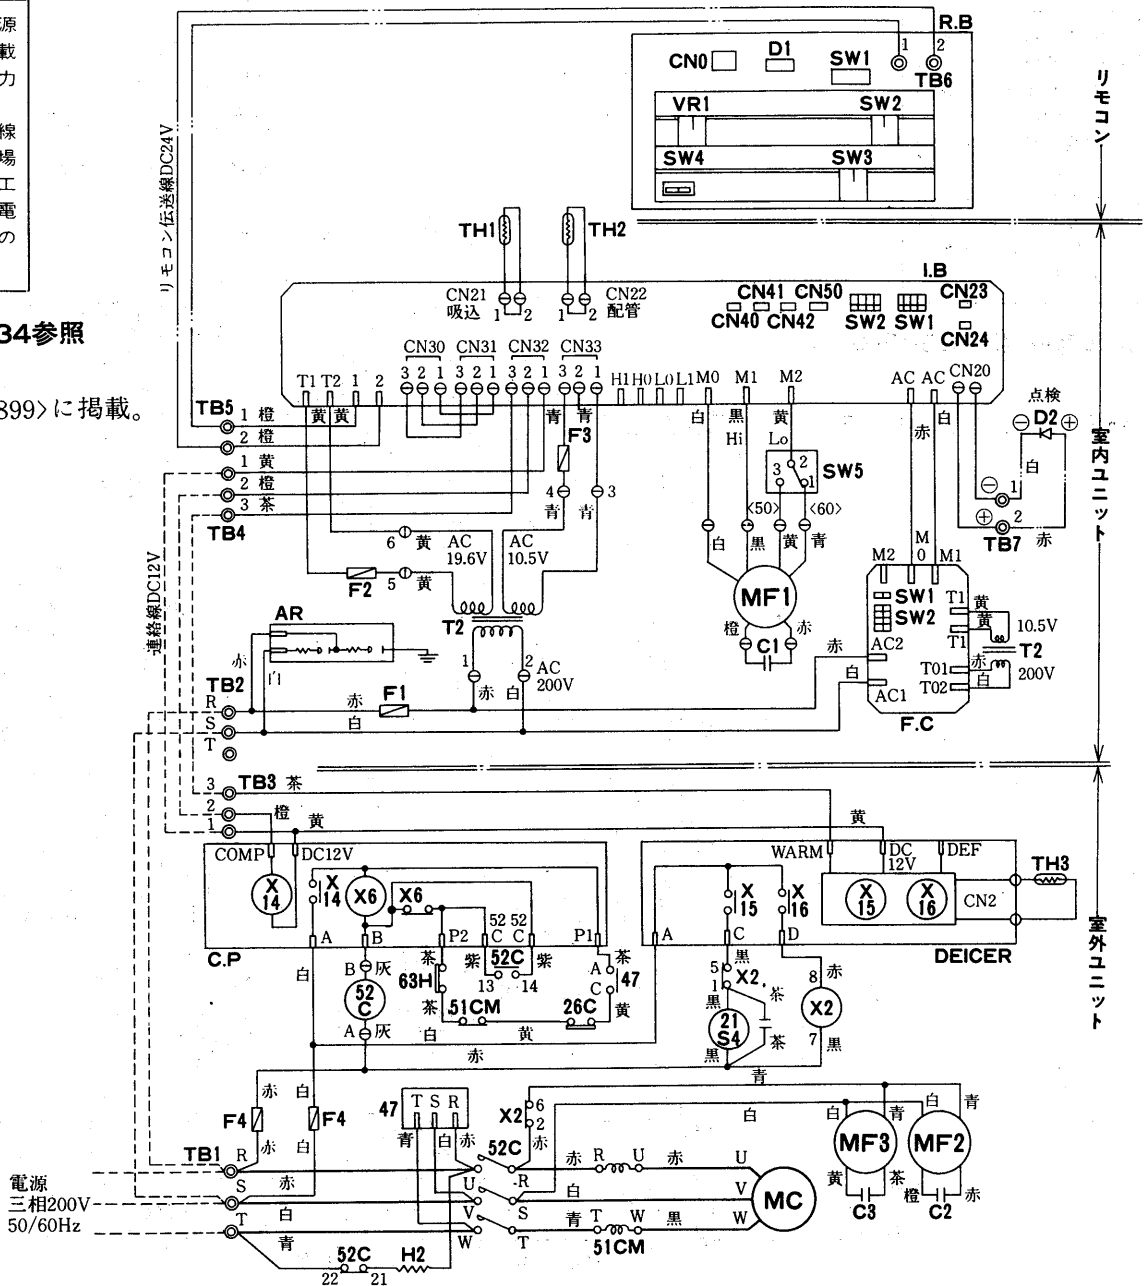 源
載
力
線
場
工
電
の
34参照
899>に掲載。
R.B
CN0
D1
SW1
1
2
TB6
VR1
SW2
SW4
SW3
リモコン
リモコン伝送線DC24V
TH1
TH2
I.B
CN21
吸込
1
2
CN22
配管
1
2
CN41
CN50
CN40
CN42
SW2
SW1
CN23
CN24
CN30
CN31
CN32
CN33
3 2 1
3 2 1
3 2 1
3 2 1
T1 T2 1 2
H1 H0 L0 L1 M0
M1
M2
AC
AC
CN20
点検
D2
TB5
1 橙
2 橙
黄
黄
青
青
F3
白
黒
黄
Hi
Lo
赤
白
白
1 黄
2 橙
3 茶
TB4
4
3
青
青
3
2
1
SW5
<50>
<60>
1
2
TB7
赤
室内ユニット
6 黄
AC
19.6V
AC
10.5V
F2
5
黄
白
黒
黄
青
MF1
M2
M0
M1
SW1
SW2
T1
黄
黄
T1
10.5V
T2
200V
赤
白
T01
T02
連絡線DC12V
AR
T2
橙
赤
C1
赤
白
AC2
AC1
F.C
赤
白
1
2
AC
200V
赤
白
TB2
R
S
T
赤
F1
白
3
TB3
茶
2
橙
1
黄
黄
COMP
DC12V
WARM
DC
12V
DEF
TH3
X
14
X
14
X6
X6
X
15
X
16
X
15
X
16
CN2
52
C
52
C
A
B
P2
P1
A
C
D
C.P
DEICER
室外ユニット
白
B
灰
茶
紫
52C
紫
茶
63H
13
14
A
C
47
52
C
茶
51CM
26C
黄
A
灰
白
黄
赤
黒
5
1
X2
茶
黒
21
S4
茶
黒
赤
8
X2
7
黒
青
赤
白
F4
F4
赤
白
47
T S R
青
白
赤
X2
6
2
白
52C
赤
白
青
白
青
MF3
MF2
黄
茶
橙
赤
C3
C2
TB1
R
S
T
赤
白
青
電源
三相200V
50/60Hz
U
V
W
R
S
T
赤
R
U
赤
U
白
V
青
T
W
黒
W
51CM
MC
52C
22
21
H2